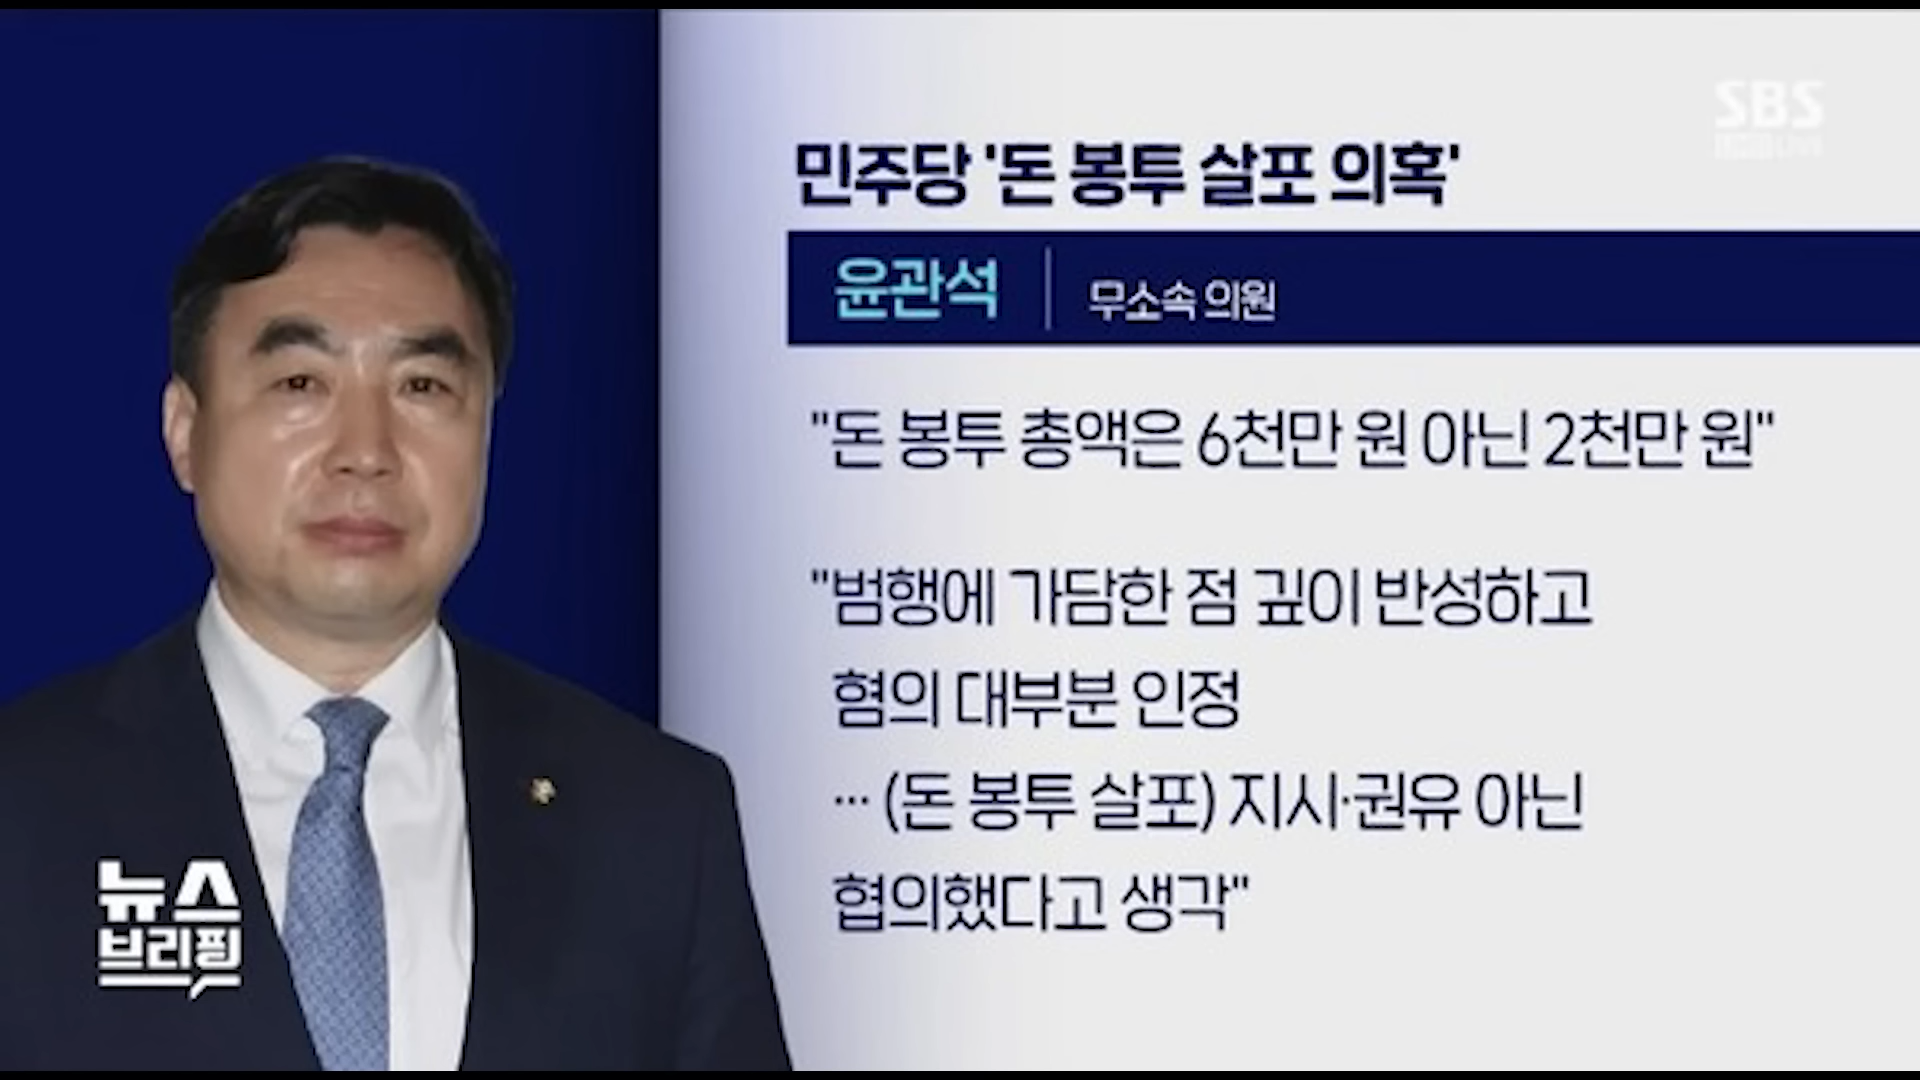 SBS
민주당 '돈 봉투 살포 의혹'
윤관석 무소속 의원
"돈 봉투 총액은 6천만 원 아닌 2천만 원"
"범행에 가담한 점 깊이 반성하고
혐의 대부분 인정
… (돈 봉투 살포) 지시·권유 아닌
협의했다고 생각"
뉴스
브리핑